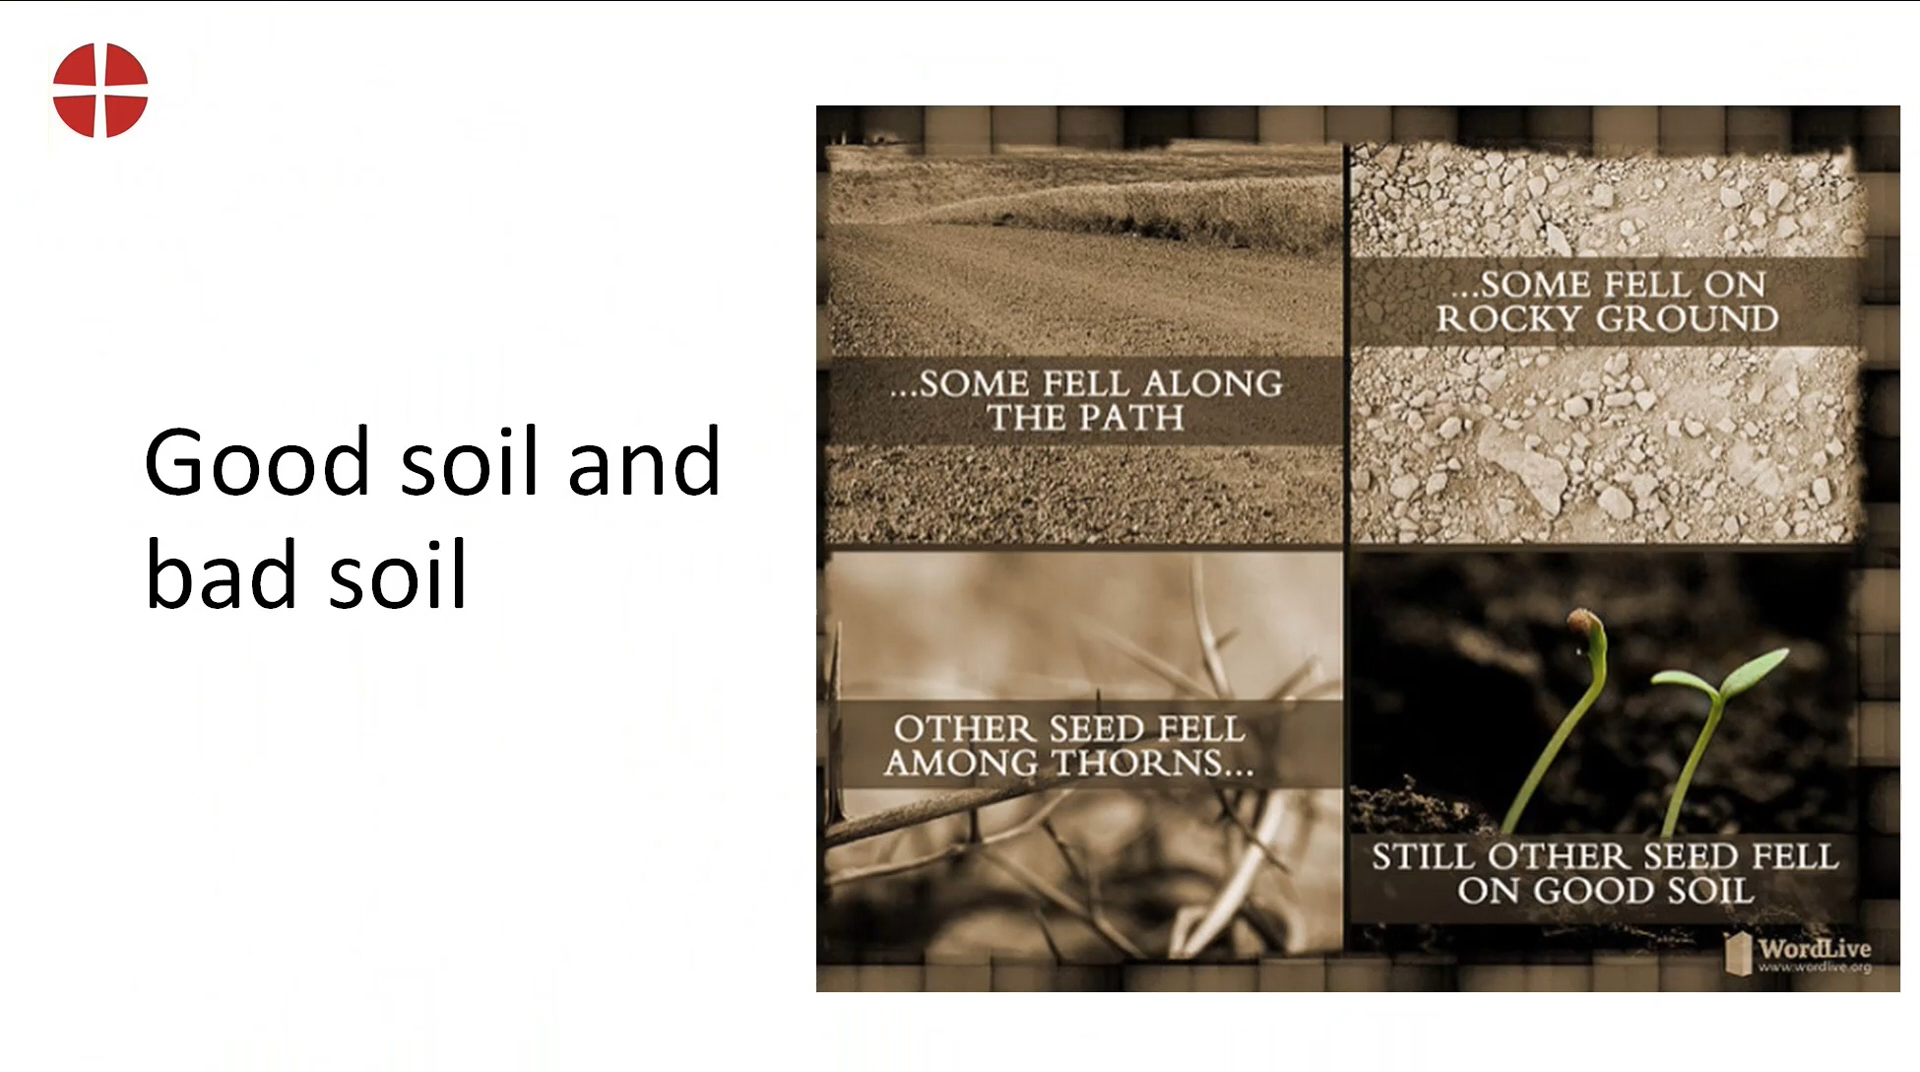 Good soil and
bad soil
...SOME FELL ALONG
THE PATH
...SOME FELL ON
ROCKY GROUND
OTHER SEED FELL
AMONG THORNS...
STILL OTHER SEED FELL
ON GOOD SOIL
WordLive
www.wordlive.org